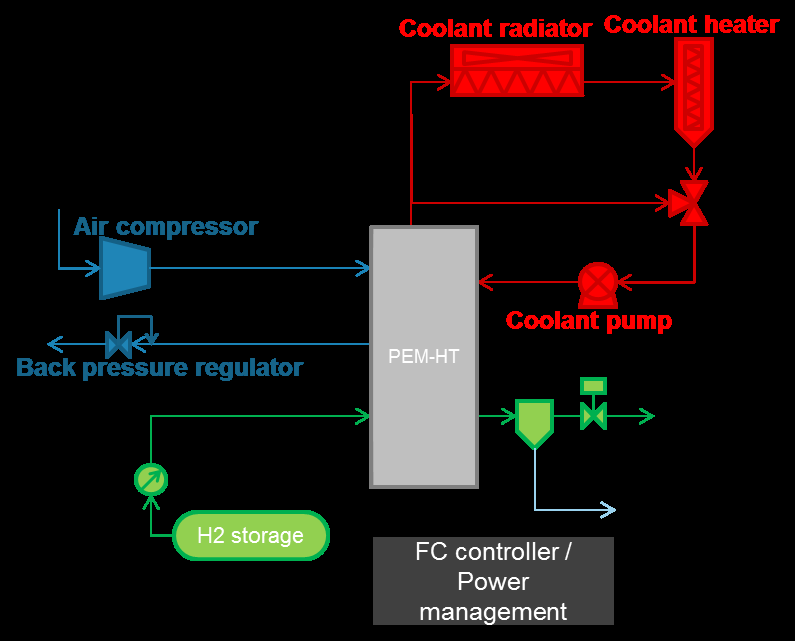 Coolant radiator
Coolant heater
Air compressor
Coolant pump
Back pressure regulator
PEM-HT
H2 storage
FC controller /
Power
management